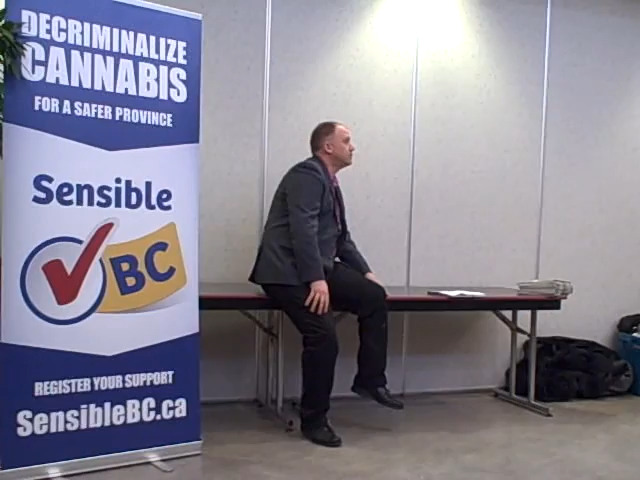 DECRIMINALIZE
CANNABIS
FOR A SAFER PROVINCE
Sensible
BC
REGISTER YOUR SUPPORT
SensibleBC.ca